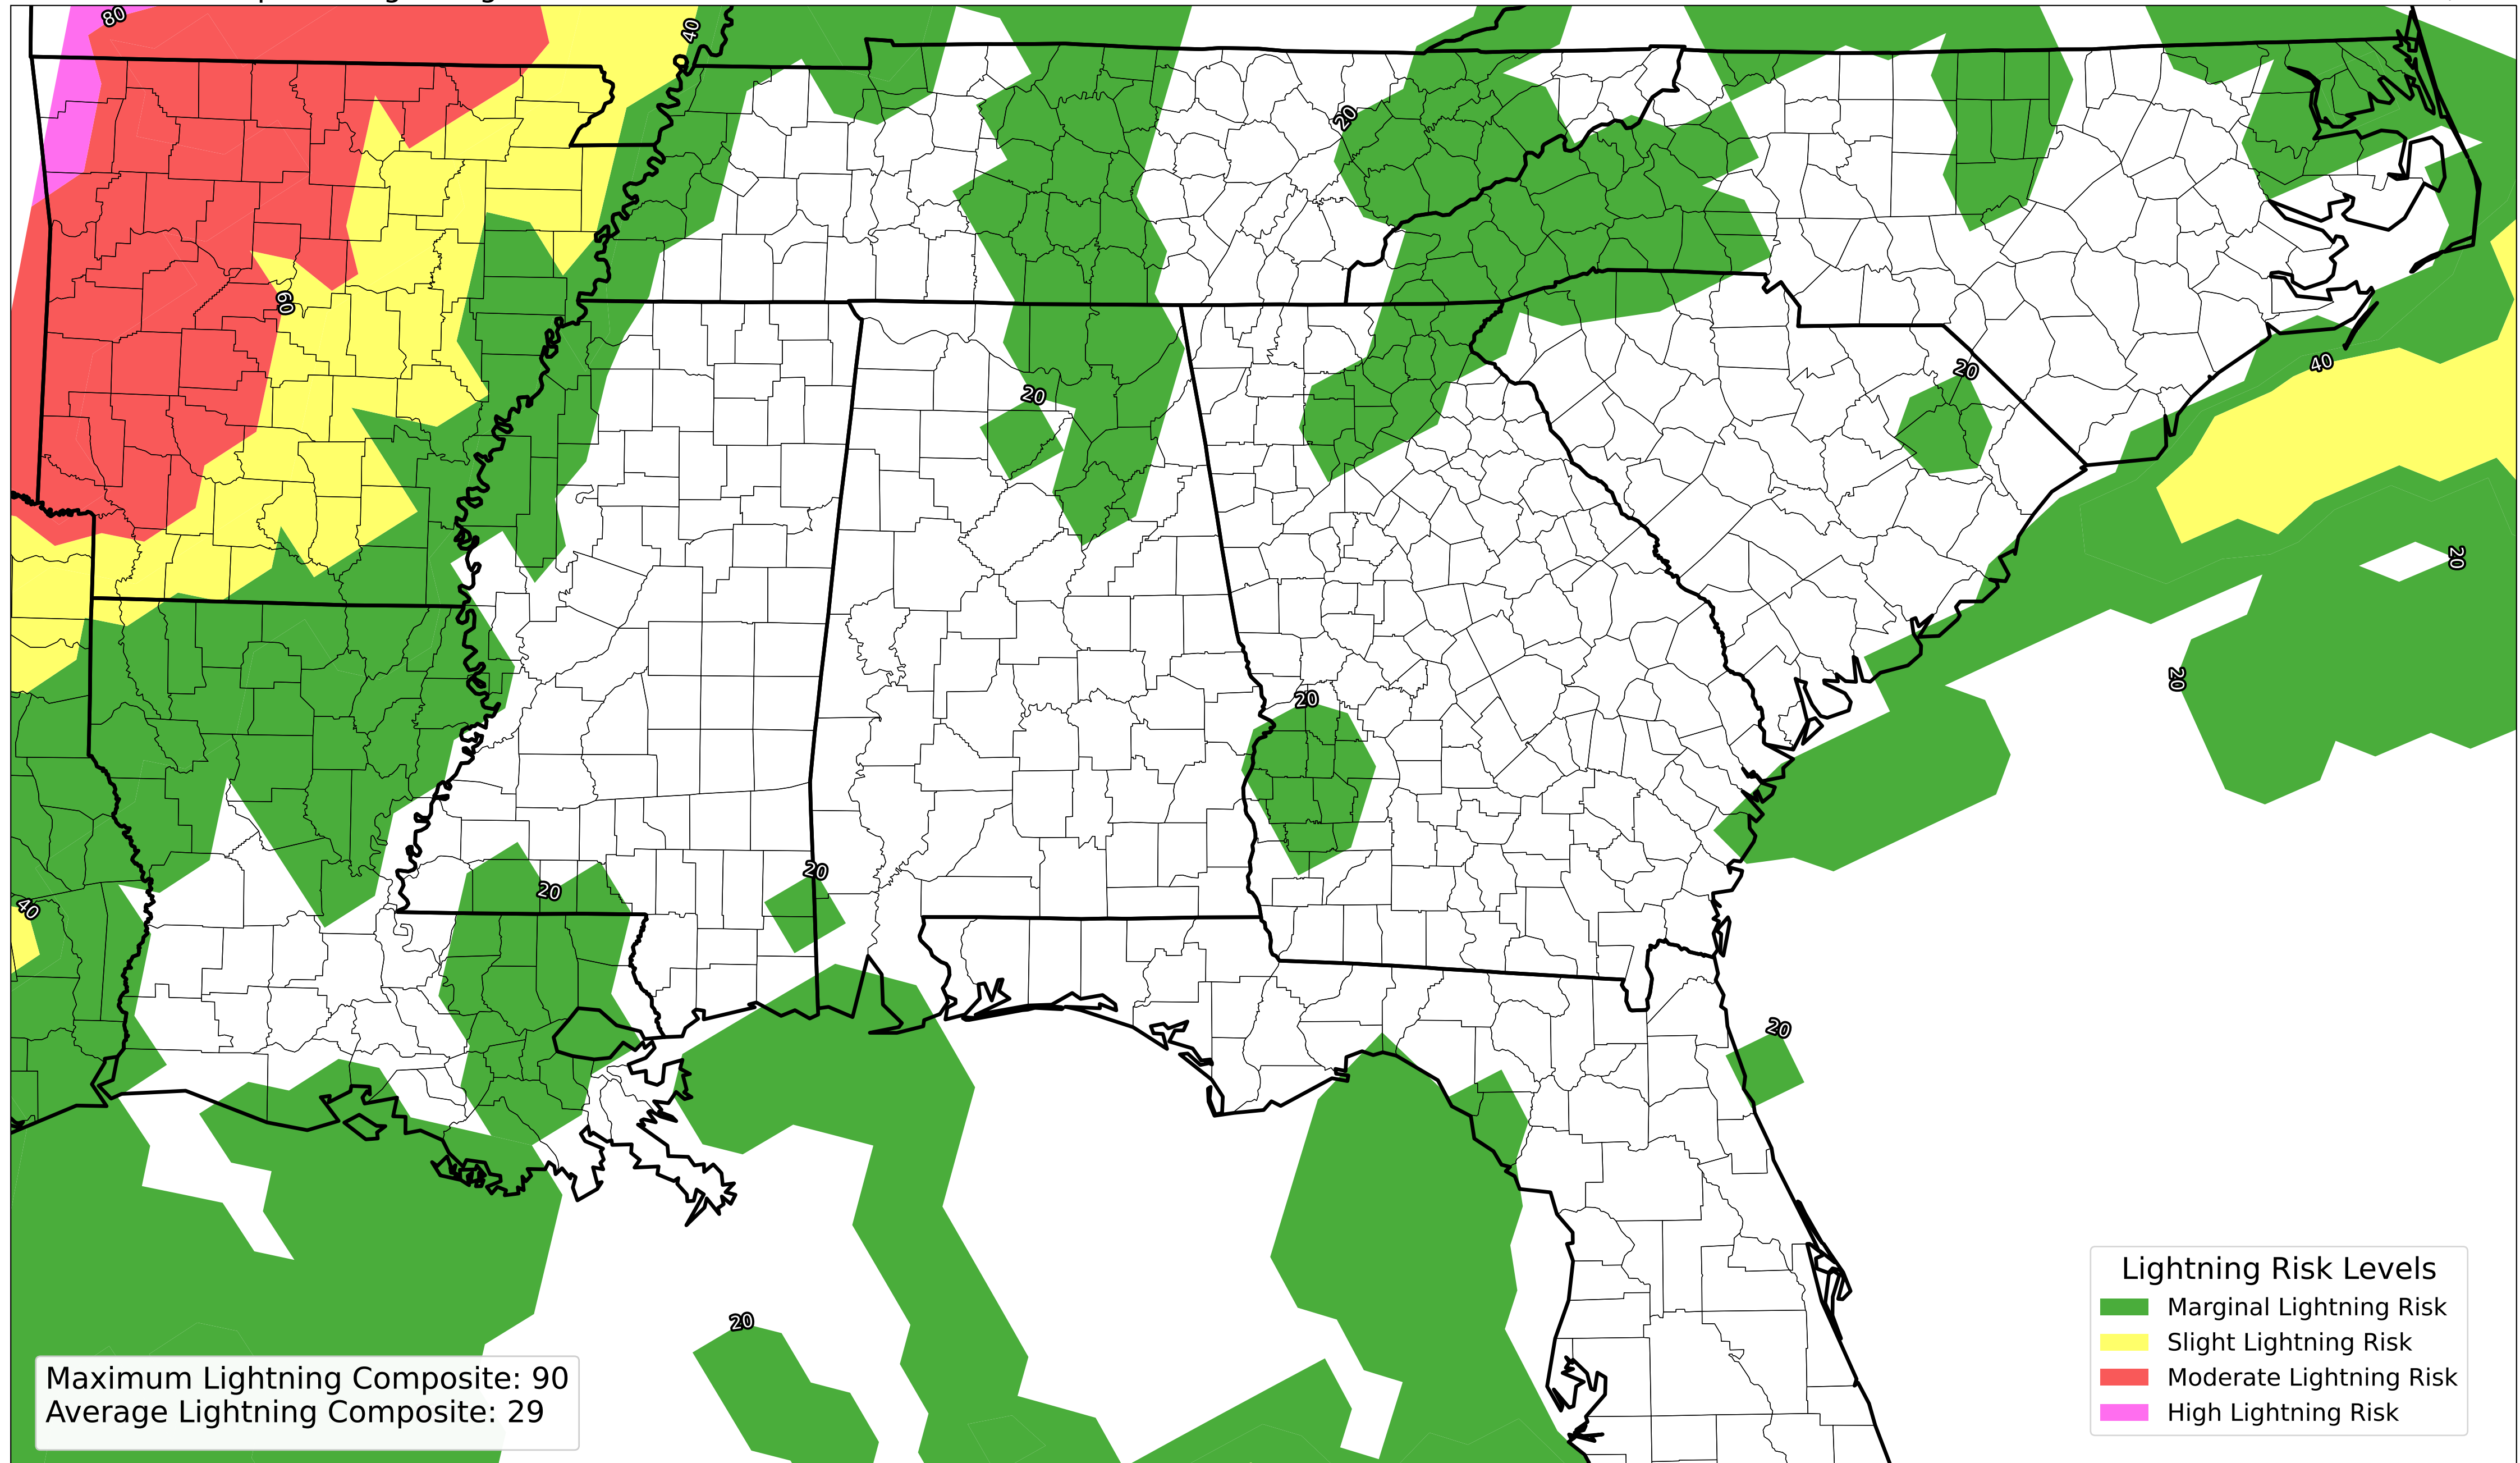 80
40
20
60
20
20
40
20
20
20
20
20
40
20
20
Lightning Risk Levels
Marginal Lightning Risk
Slight Lightning Risk
Moderate Lightning Risk
High Lightning Risk
20
Maximum Lightning Composite: 90
Average Lightning Composite: 29